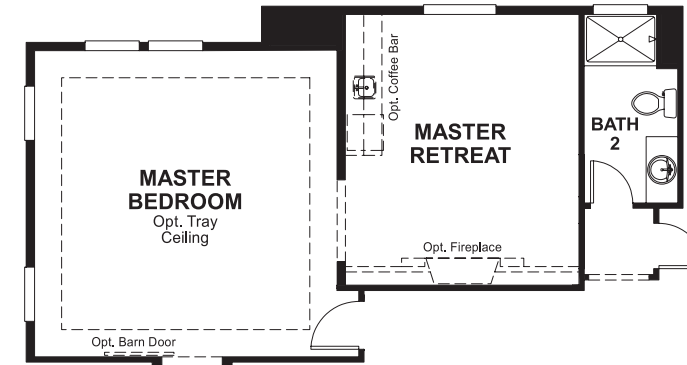 Opt. Coffee Bar
MASTER
RETREAT
BATH
2
MASTER
BEDROOM
Opt. Tray
Ceiling
Opt. Fireplace
Opt. Barn Door